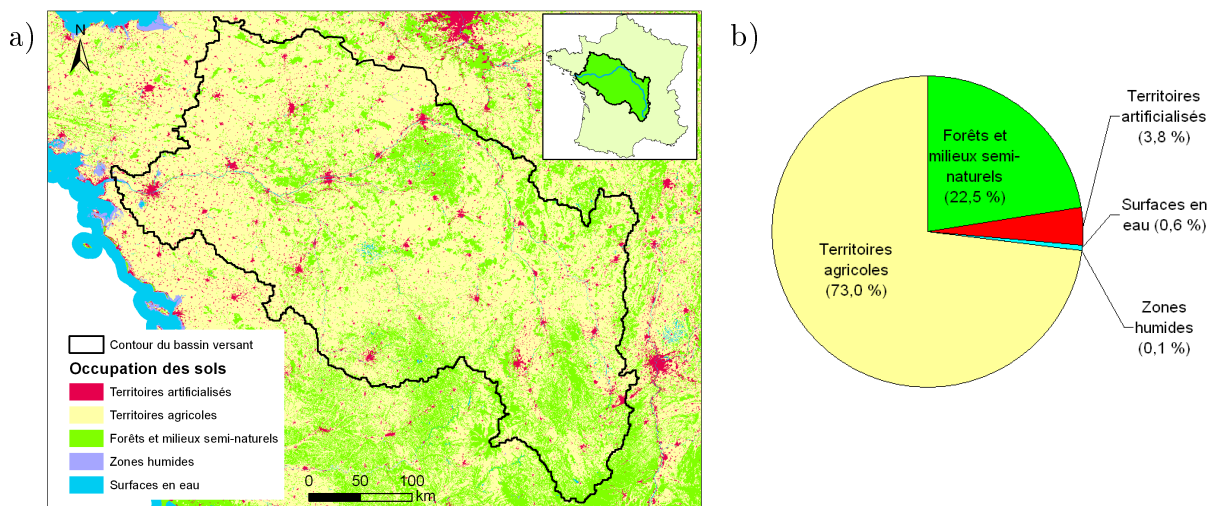 a)
N
Contour du bassin versant
Occupation des sols
Territoires artificialisés
Territoires agricoles
Forêts et milieux semi-naturels
Zones humides
Surfaces en eau
0 50 100
km
b)
Forêts et
milieux semi-
naturels
(22,5 %)
Territoires
artificialisés
(3,8 %)
Surfaces en
eau (0,6 %)
Zones
humides
(0,1 %)
Territoires
agricoles
(73,0 %)